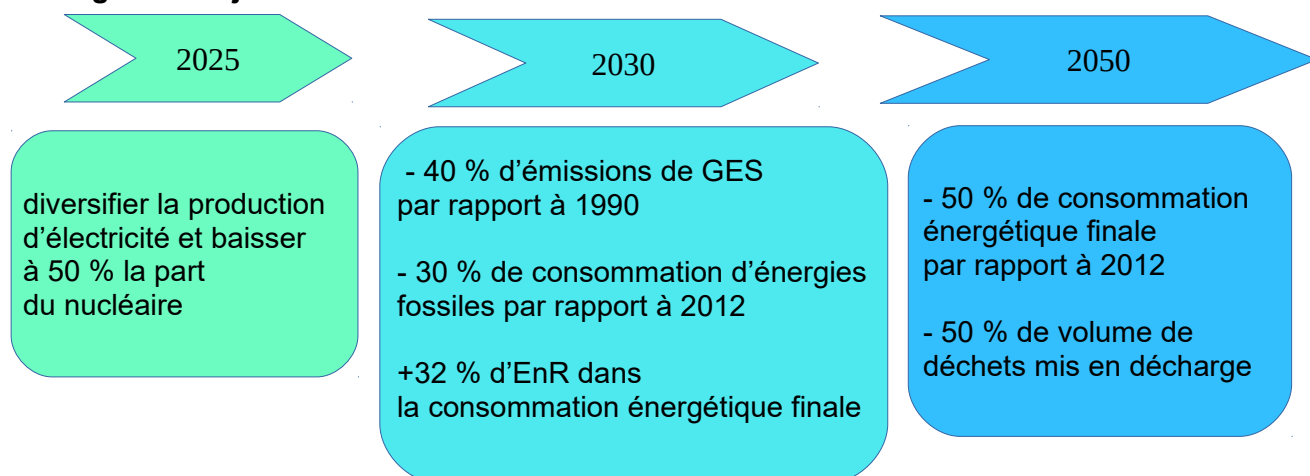 2025
2030
2050
diversifier la production
d’électricité et baisser
à 50 % la part
du nucléaire
- 40 % d’émissions de GES
par rapport à 1990
- 30 % de consommation d’énergies
fossiles par rapport à 2012
+32 % d’EnR dans
la consommation énergétique finale
- 50 % de consommation
énergétique finale
par rapport à 2012
- 50 % de volume de
déchets mis en décharge